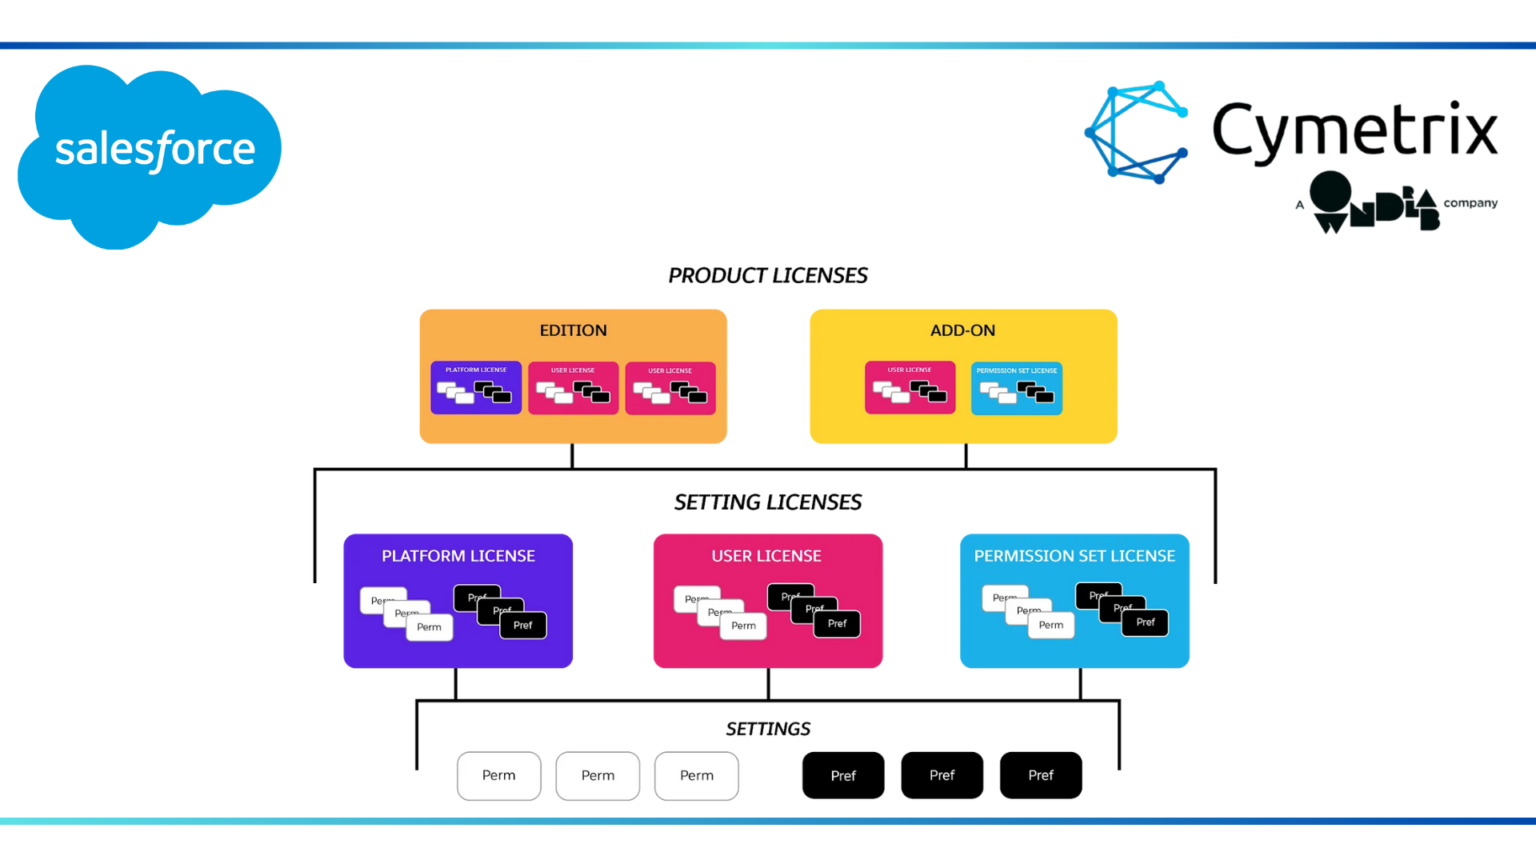 salesforce
Cymetrix
A WONDRLAB company
PRODUCT LICENSES
EDITION
PLATFORM LICENSE
USER LICENSE
USER LICENSE
ADD-ON
USER LICENSE
PERMISSION SET LICENSE
SETTING LICENSES
PLATFORM LICENSE
Perm
Perm
Perm
Pref
Pref
Pref
USER LICENSE
Perm
Perm
Perm
Pref
Pref
Pref
PERMISSION SET LICENSE
Perm
Perm
Perm
Pref
Pref
Pref
SETTINGS
Perm
Perm
Perm
Pref
Pref
Pref